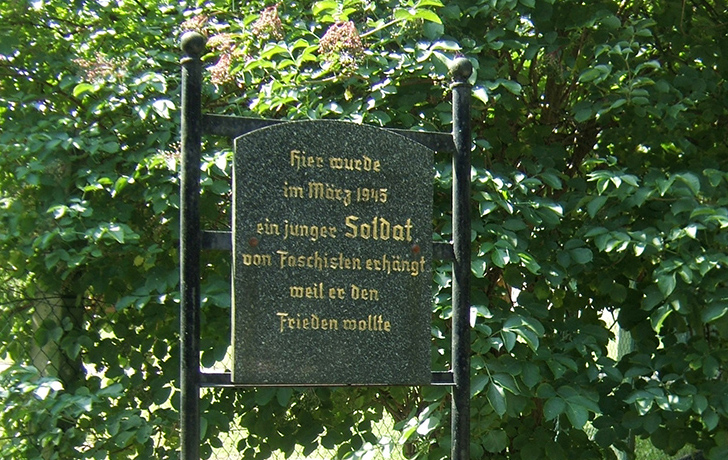 Hier wurde
im März 1945
ein junger Soldat
von Faschisten erhängt
weil er den
Frieden wollte